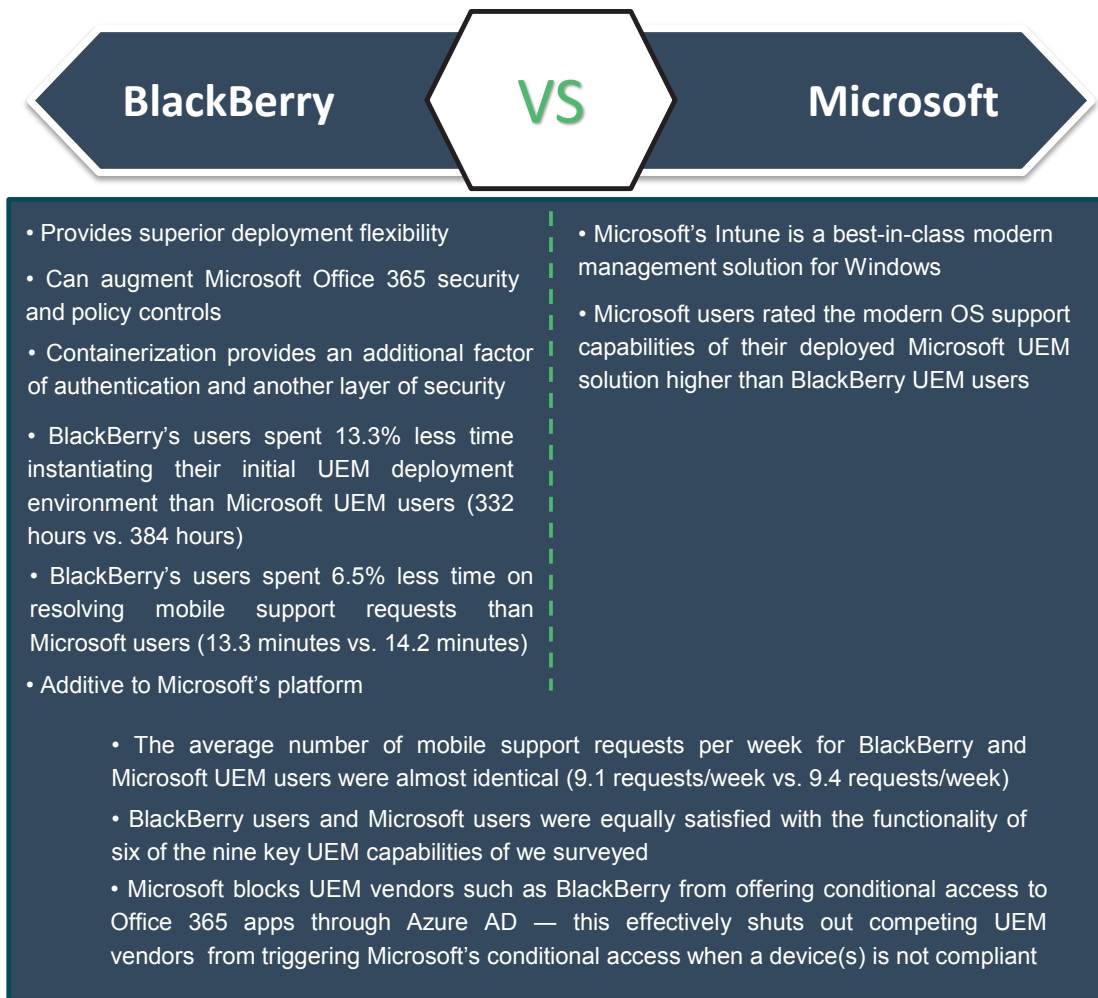 BlackBerry
VS
Microsoft
• Provides superior deployment flexibility
• Can augment Microsoft Office 365 security
and policy controls
• Containerization provides an additional factor
of authentication and another layer of security
• BlackBerry's users spent 13.3% less time
instantiating their initial UEM deployment
environment than Microsoft UEM users (332
hours vs. 384 hours)
• BlackBerry's users spent 6.5% less time on
resolving mobile support requests than
Microsoft users (13.3 minutes vs. 14.2 minutes)
• Additive to Microsoft's platform
• Microsoft's Intune is a best-in-class modern
management solution for Windows
• Microsoft users rated the modern OS support
capabilities of their deployed Microsoft UEM
solution higher than BlackBerry UEM users
• The average number of mobile support requests per week for BlackBerry and
Microsoft UEM users were almost identical (9.1 requests/week vs. 9.4 requests/week)
• BlackBerry users and Microsoft users were equally satisfied with the functionality of
six of the nine key UEM capabilities of we surveyed
• Microsoft blocks UEM vendors such as BlackBerry from offering conditional access to
Office 365 apps through Azure AD — this effectively shuts out competing UEM
vendors from triggering Microsoft's conditional access when a device(s) is not compliant